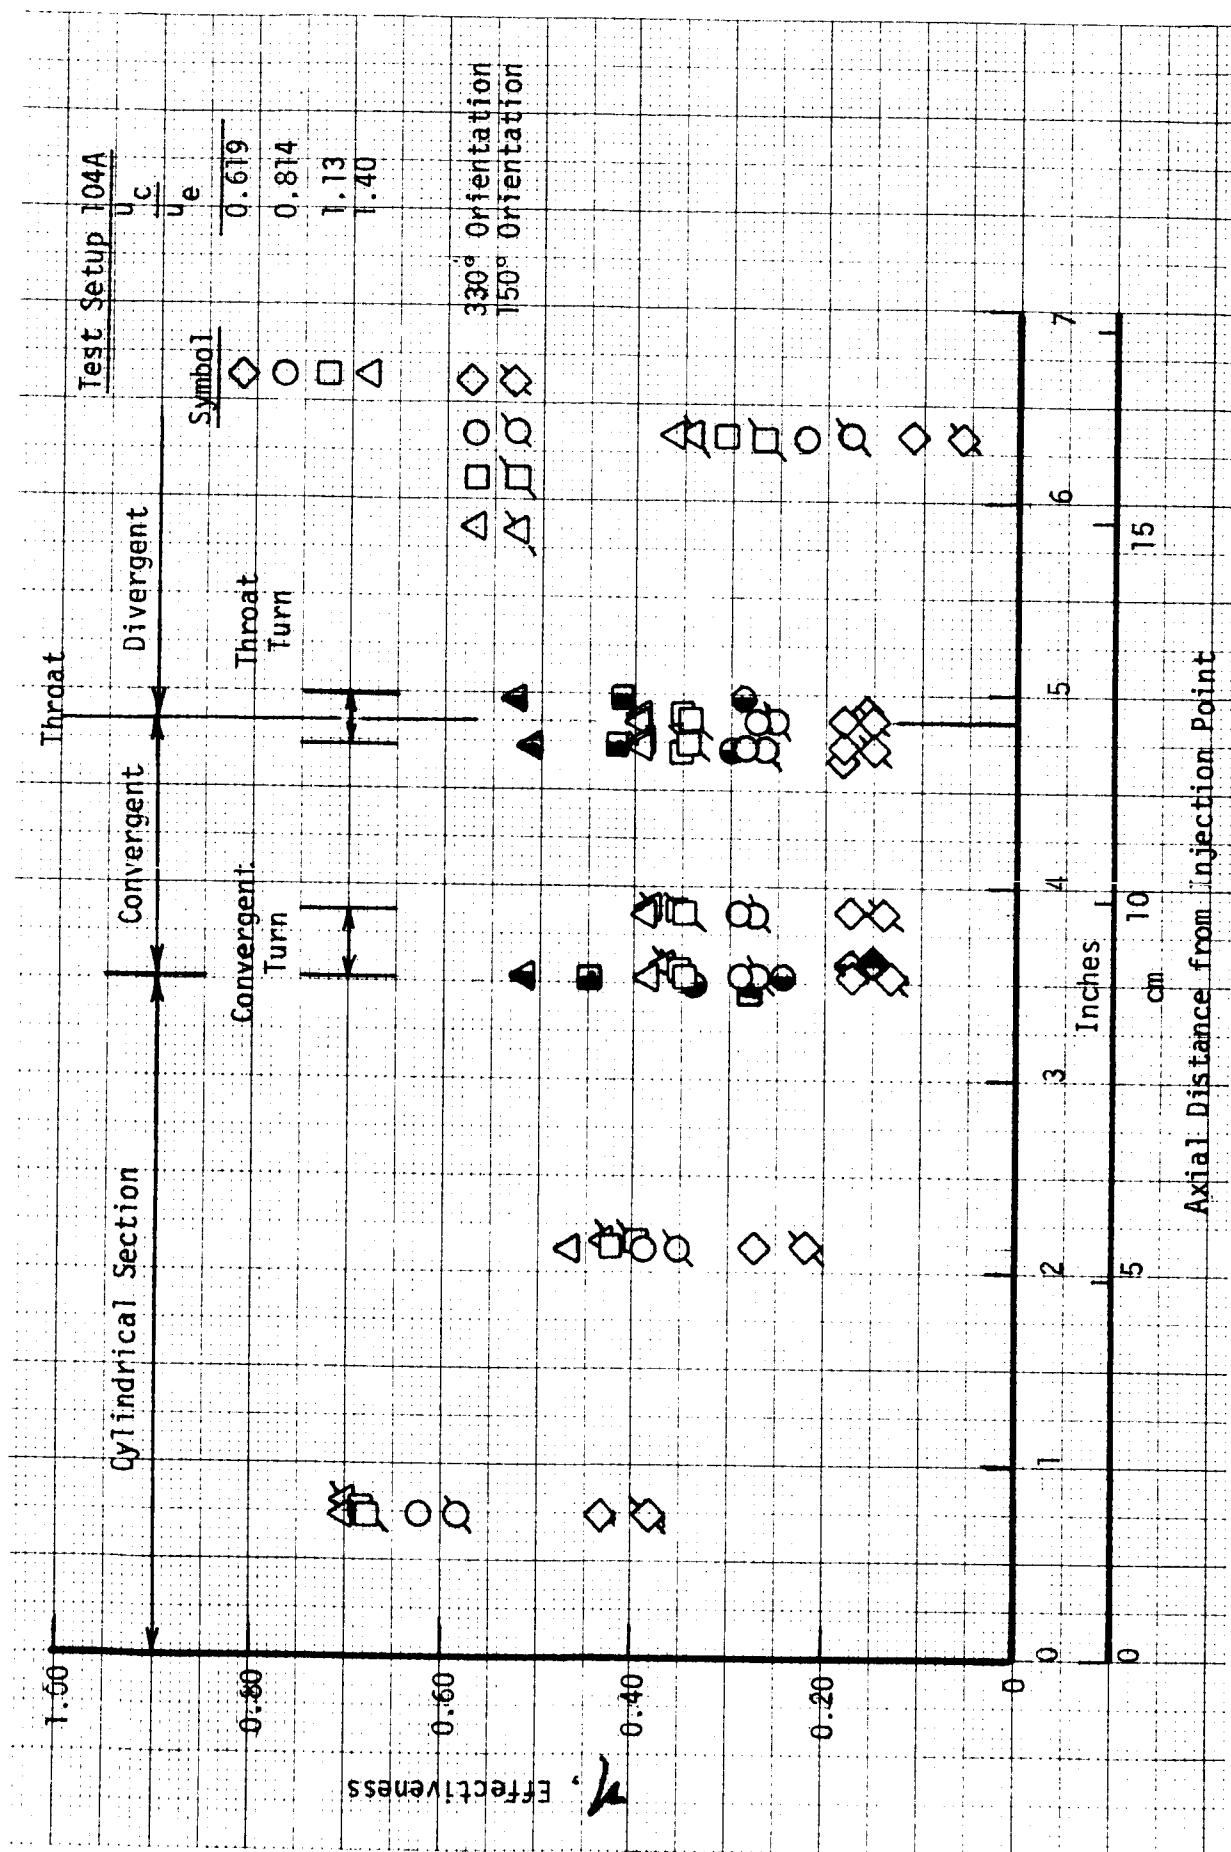 Test Setup 104A
Symbol
u_c
u_e
0.619
0.814
1.13
1.40
330° Orientation
150° Orientation
Throat
Cylindrical Section
Convergent
Divergent
Convergent
Turn
Throat
Turn
1.00
0.80
0.60
0.40
0.20
0
η, Effectiveness
0
1
2
3
4
5
6
7
Inches
0
5
10
15
cm
Axial Distance from Injection Point